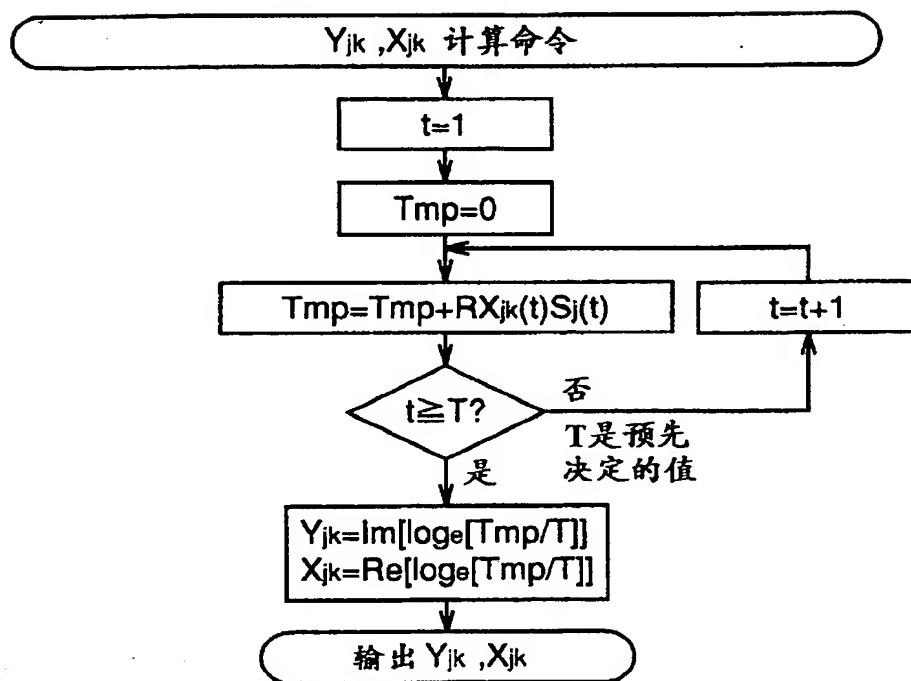 Yjk ,Xjk 计算命令
t=1
Tmp=0
Tmp=Tmp+RXjk(t)Sj(t)
t=t+1
t≧T?
否
T是预先
决定的值
是
Yjk=Im[loge[Tmp/T]]
Xjk=Re[loge[Tmp/T]]
输出 Yjk ,Xjk